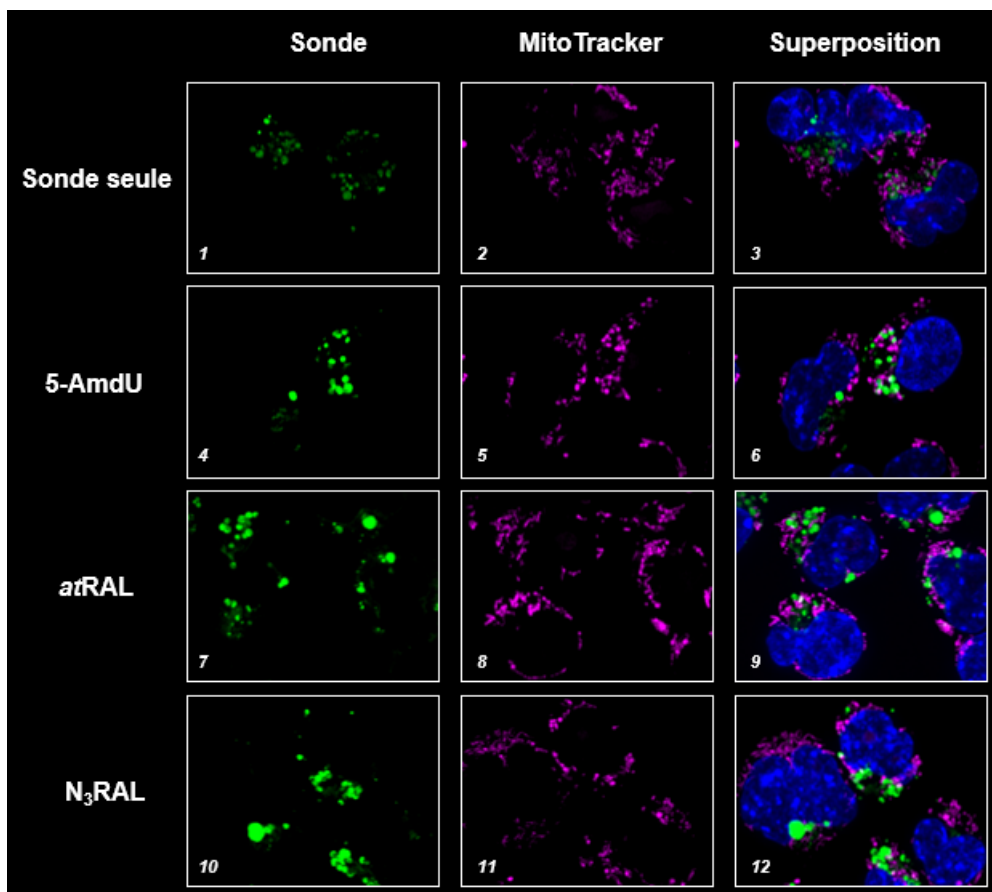 Sonde MitoTracker Superposition
Sonde seule
1 2 3
5-AmdU
4 5 6
atRAL
7 8 9
N₃RAL
10 11 12